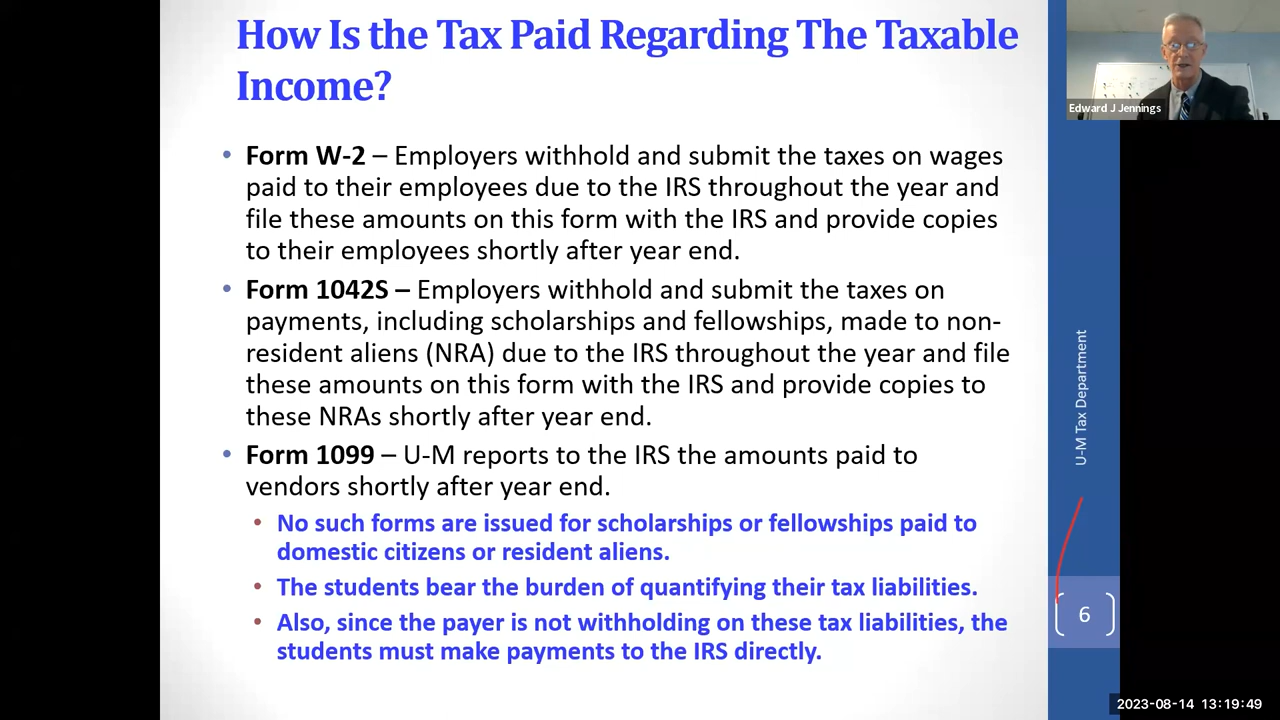 How Is the Tax Paid Regarding The Taxable
Income?
• Form W-2 – Employers withhold and submit the taxes on wages
paid to their employees due to the IRS throughout the year and
file these amounts on this form with the IRS and provide copies
to their employees shortly after year end.
• Form 1042S – Employers withhold and submit the taxes on
payments, including scholarships and fellowships, made to non-
resident aliens (NRA) due to the IRS throughout the year and file
these amounts on this form with the IRS and provide copies to
these NRAs shortly after year end.
• Form 1099 – U-M reports to the IRS the amounts paid to
vendors shortly after year end.
• No such forms are issued for scholarships or fellowships paid to
domestic citizens or resident aliens.
• The students bear the burden of quantifying their tax liabilities.
• Also, since the payer is not withholding on these tax liabilities, the
students must make payments to the IRS directly.
U-M Tax Department
6
Edward J Jennings
2023-08-14 13:19:49